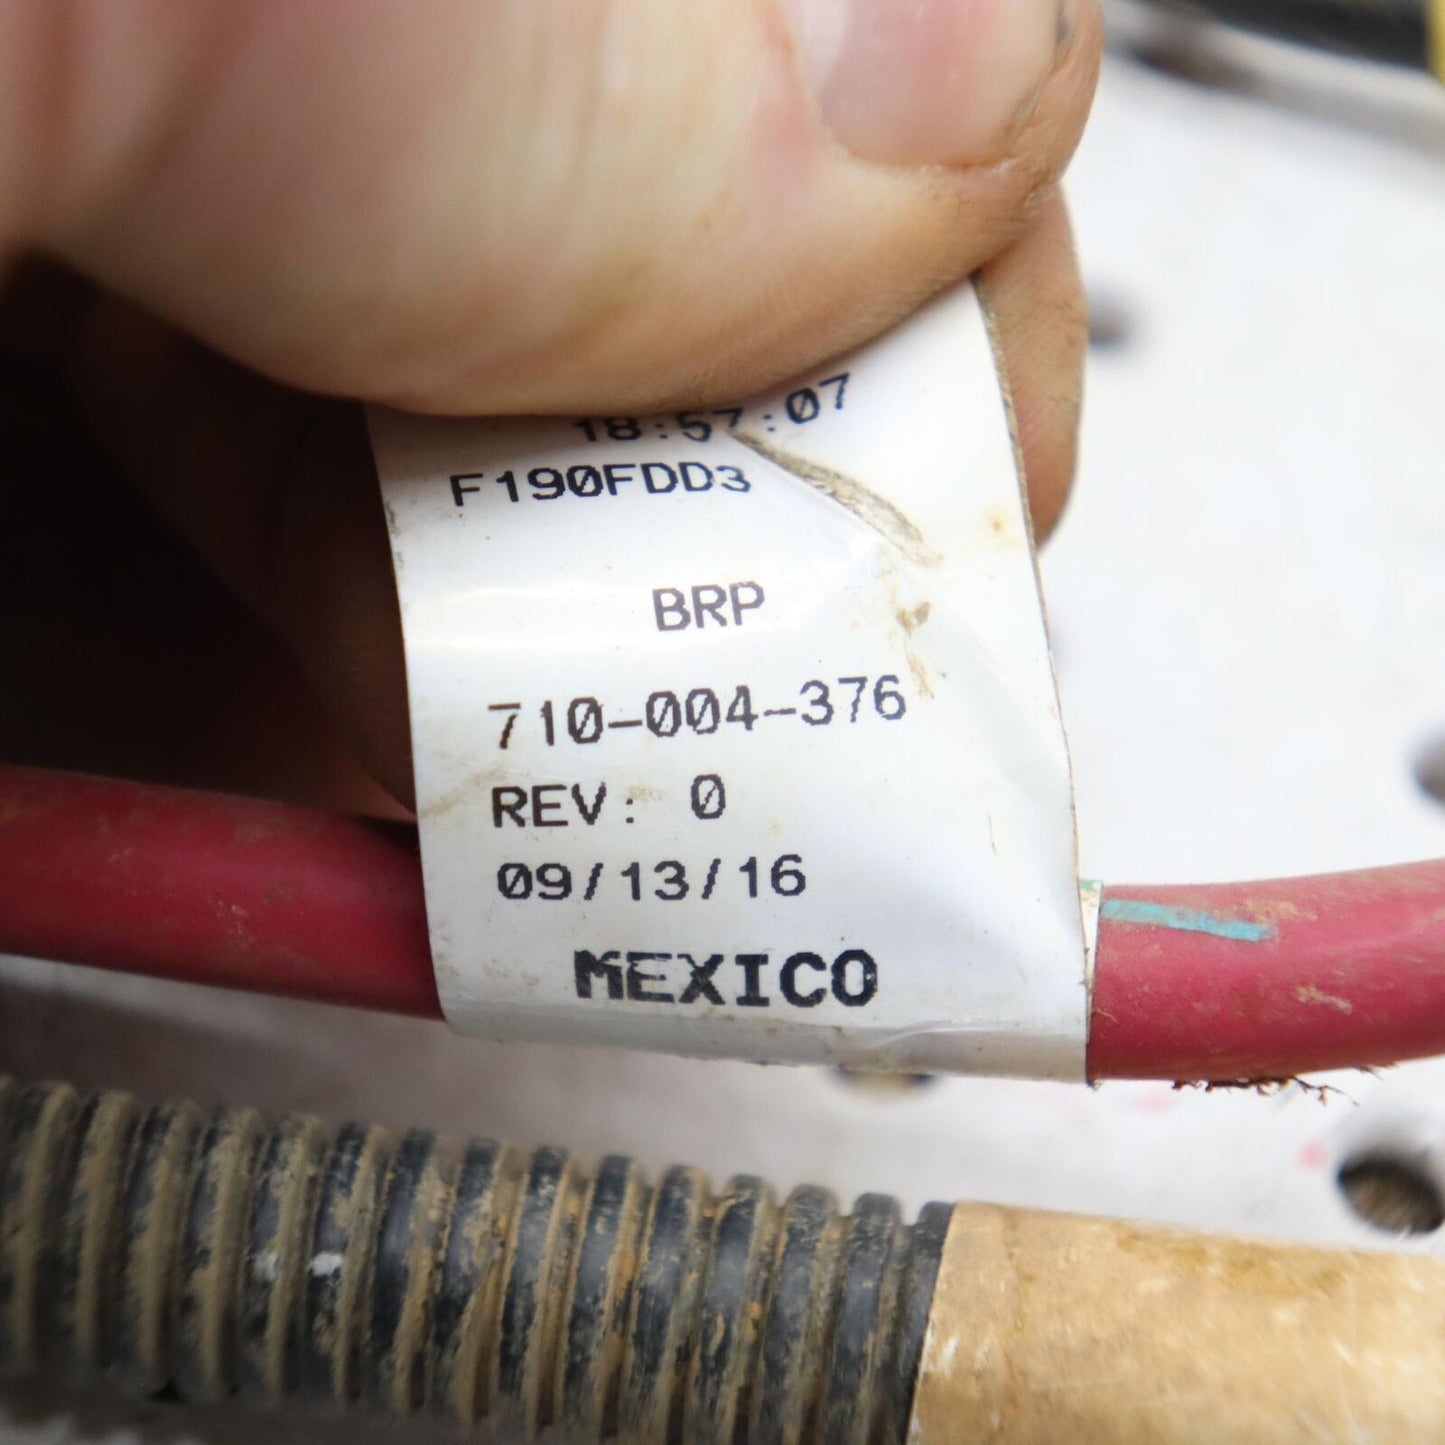 18:57:07
F190FDD3
BRP
710-004-376
REV: 0
09/13/16
MEXICO